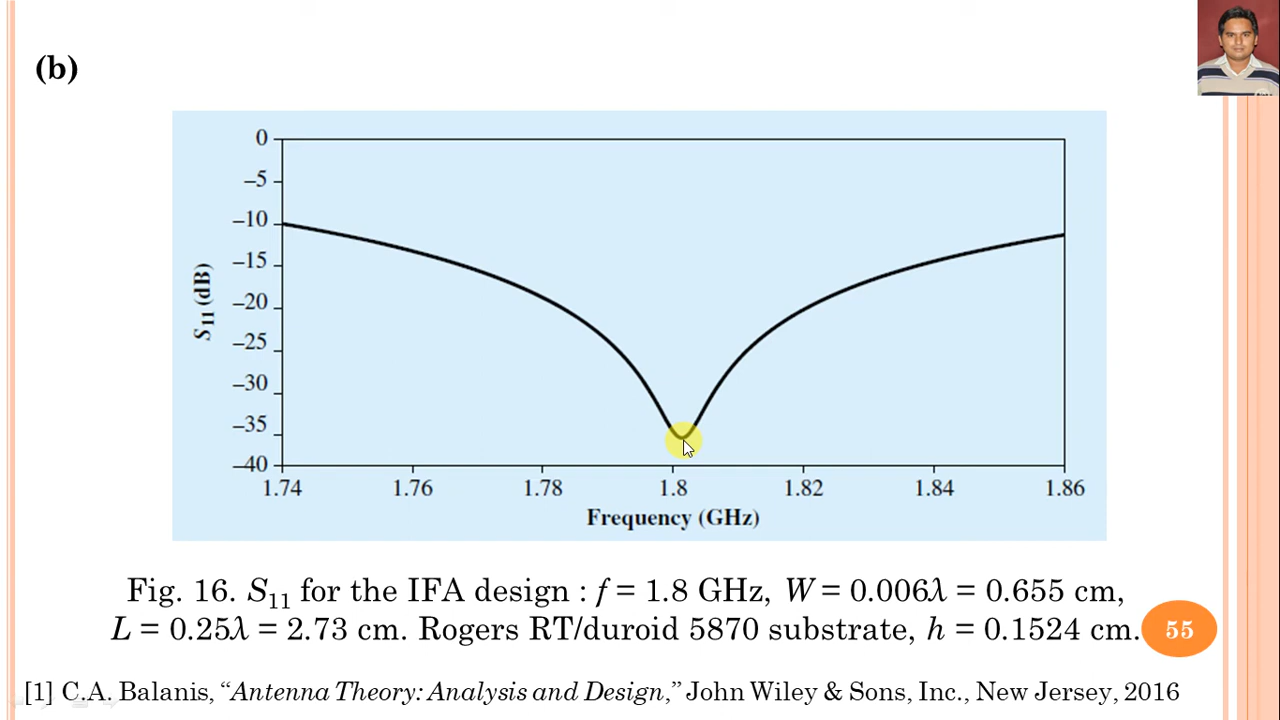 (b)
0
–5
–10
–15
–20
–25
–30
–35
–40
S11 (dB)
1.74 1.76 1.78 1.8 1.82 1.84 1.86
Frequency (GHz)
Fig. 16. S11 for the IFA design : f = 1.8 GHz, W = 0.006λ = 0.655 cm,
L = 0.25λ = 2.73 cm. Rogers RT/duroid 5870 substrate, h = 0.1524 cm.
55
[1] C.A. Balanis, “Antenna Theory: Analysis and Design,” John Wiley & Sons, Inc., New Jersey, 2016